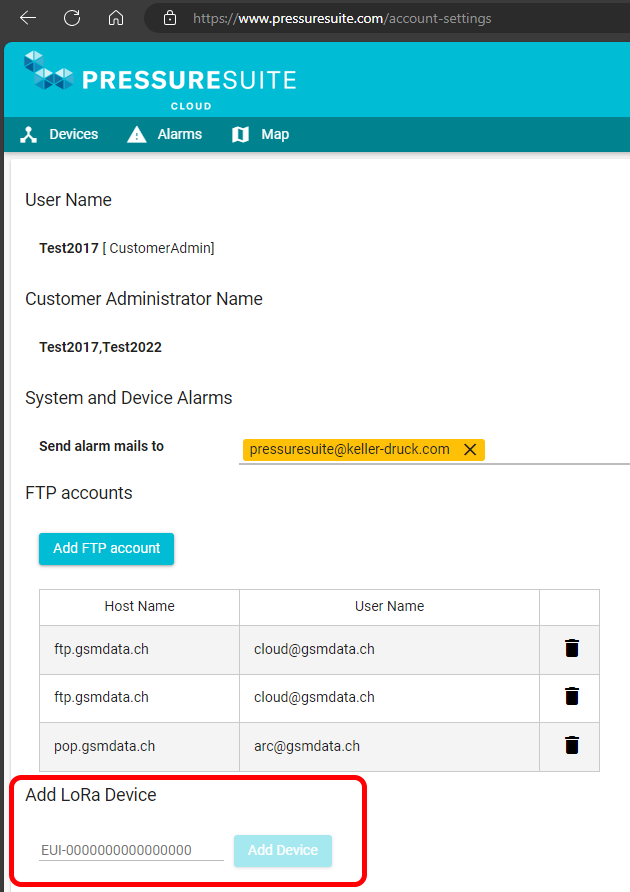 https://www.pressuresuite.com/account-settings
PRESSURESUITE
CLOUD
Devices Alarms Map
User Name
Test2017 [ CustomerAdmin]
Customer Administrator Name
Test2017,Test2022
System and Device Alarms
Send alarm mails to pressuresuite@keller-druck.com
FTP accounts
Add FTP account
Host Name User Name
ftp.gsmdata.ch cloud@gsmdata.ch
ftp.gsmdata.ch cloud@gsmdata.ch
pop.gsmdata.ch arc@gsmdata.ch
Add LoRa Device
EUI-0000000000000000 Add Device